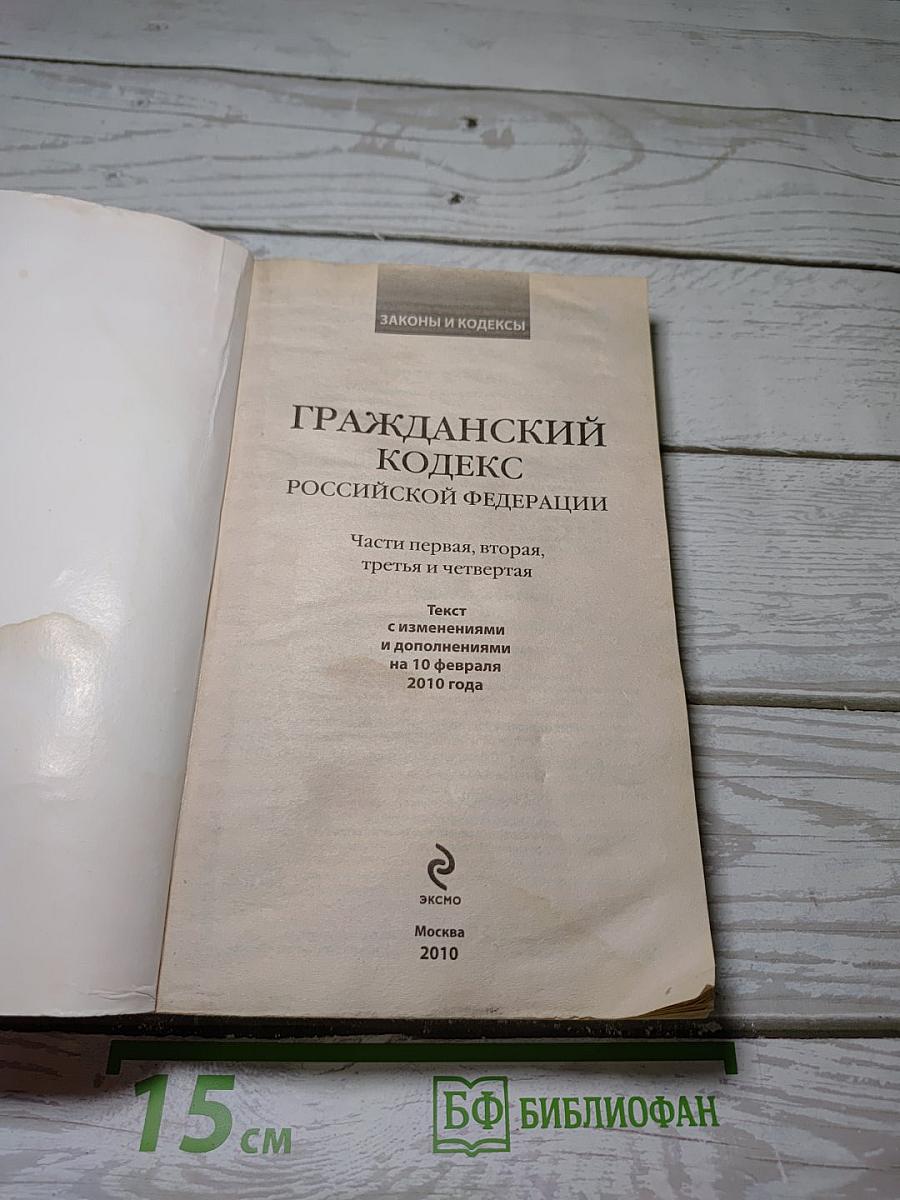 ЗАКОНЫ И КОДЕКСЫ
ГРАЖДАНСКИЙ
КОДЕКС
РОССИЙСКОЙ ФЕДЕРАЦИИ
Части первая, вторая,
третья и четвертая
Текст
с изменениями
и дополнениями
на 10 февраля
2010 года
ЭКСМО
Москва
2010
15 см
БФ БИБЛИОФАН